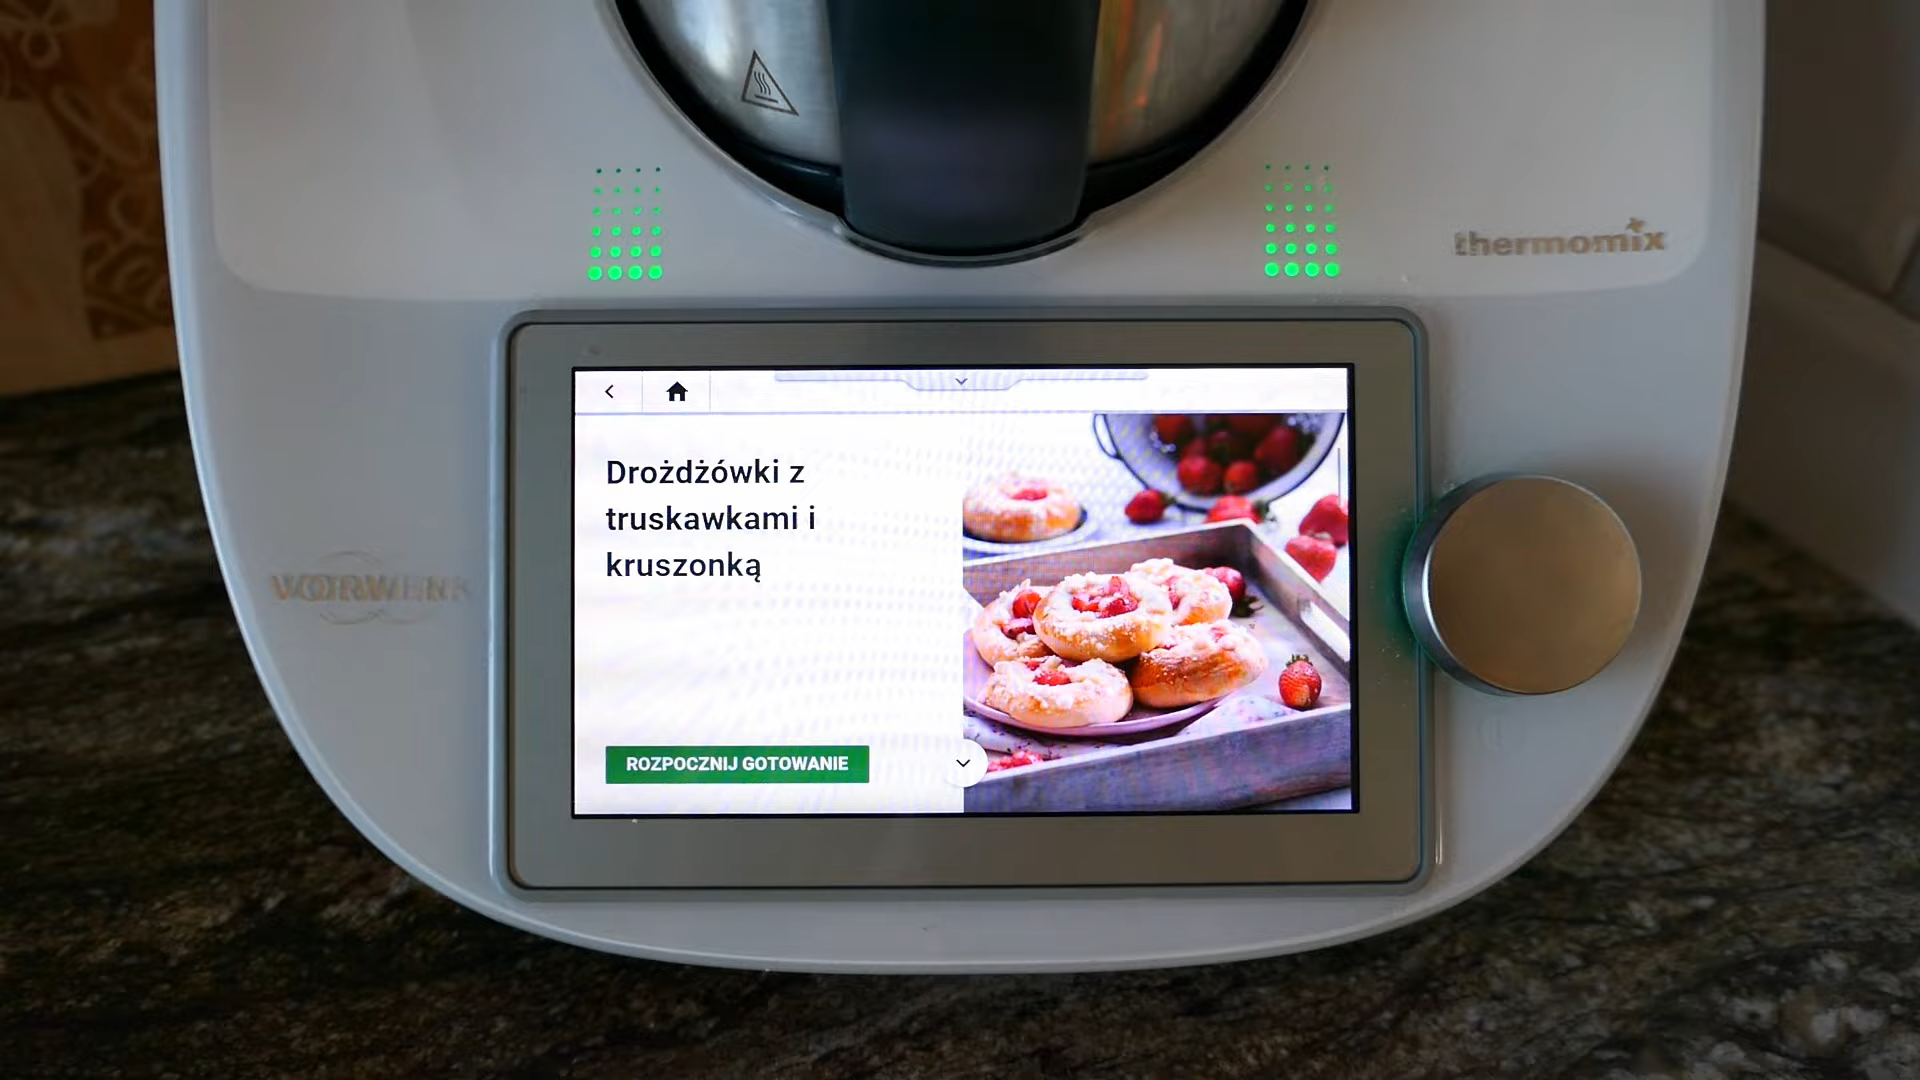 thermomix
VORWERK
Drożdżówki z
truskawkami i
kruszonką
ROZPOCZNIJ GOTOWANIE